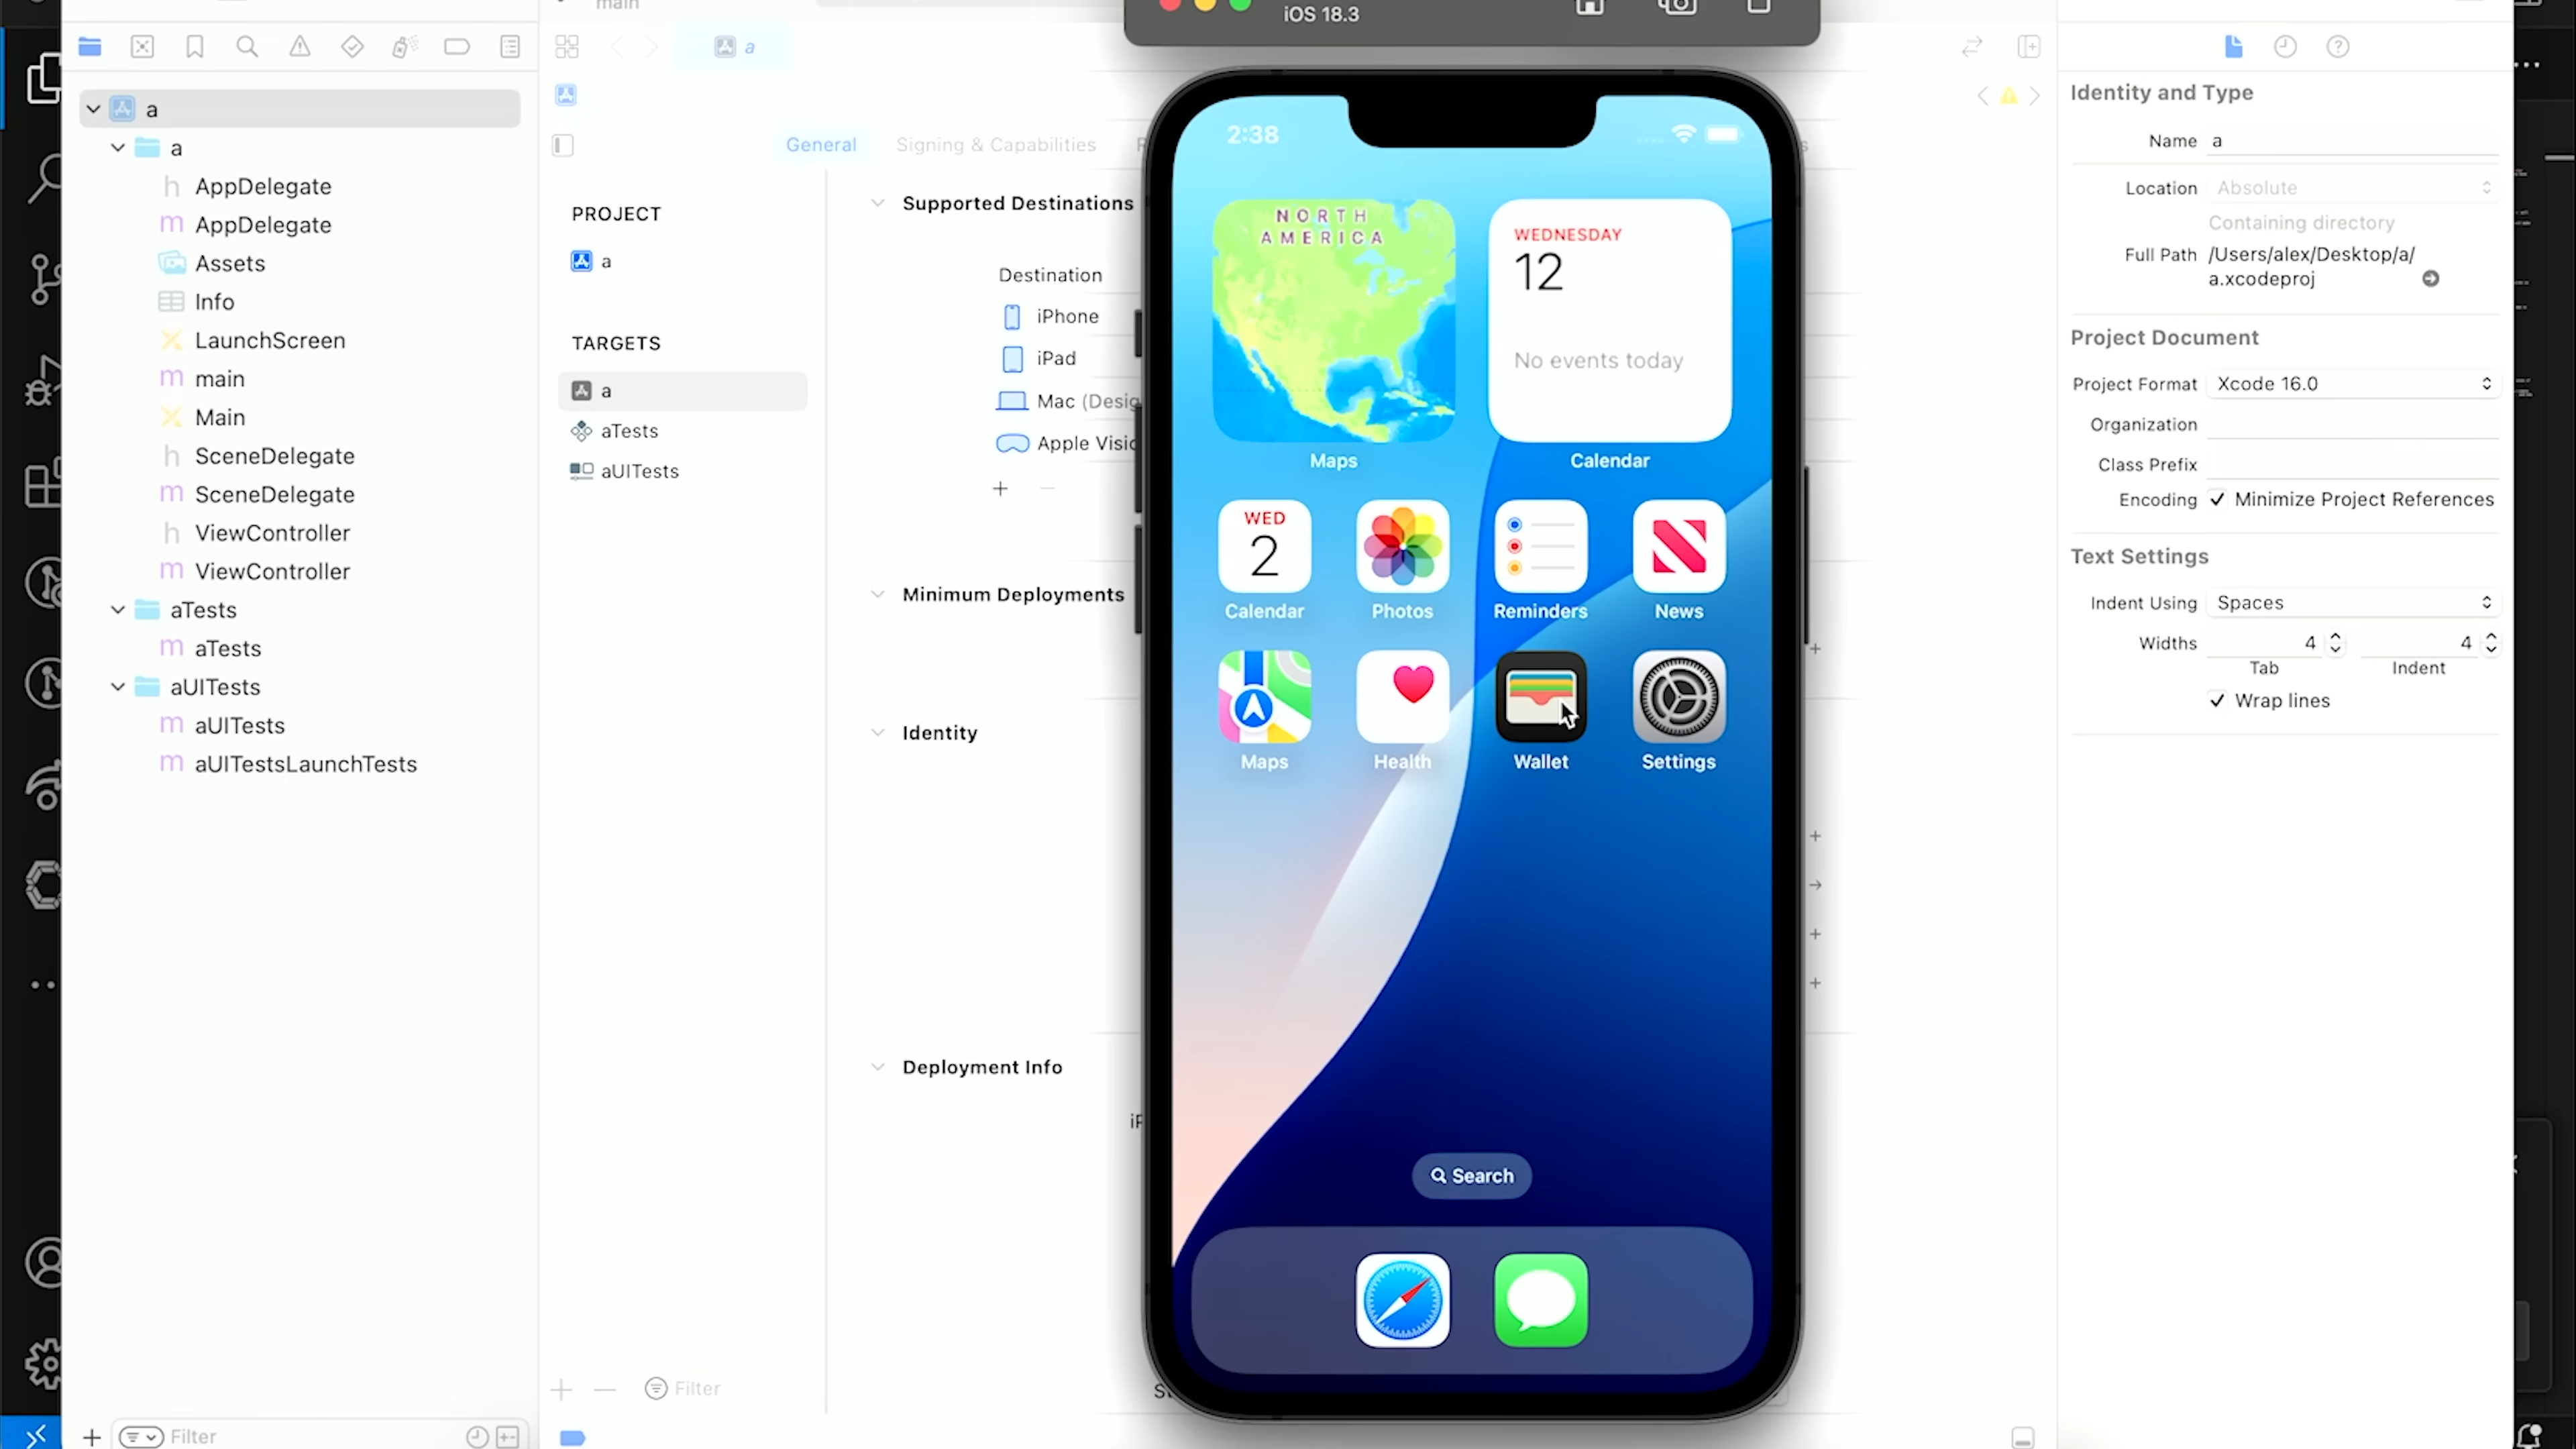 main
a
iOS 18.3
a
a
AppDelegate
AppDelegate
Assets
Info
LaunchScreen
main
Main
SceneDelegate
SceneDelegate
ViewController
ViewController
aTests
aTests
aUITests
aUITests
aUITestsLaunchTests
Filter
General
Signing & Capabilities
PROJECT
a
TARGETS
a
aTests
aUITests
Filter
Supported Destinations
Destination
iPhone
iPad
Mac (Desig
Apple Visio
Minimum Deployments
Identity
Deployment Info
2:38
NORTH
AMERICA
Maps
WEDNESDAY
12
No events today
Calendar
WED
2
Calendar
Photos
Reminders
News
Maps
Health
Wallet
Settings
Search
Identity and Type
Name a
Location Absolute
Containing directory
Full Path /Users/alex/Desktop/a/
a.xcodeproj
Project Document
Project Format Xcode 16.0
Organization
Class Prefix
Encoding Minimize Project References
Text Settings
Indent Using Spaces
Widths 4 4
Tab Indent
Wrap lines